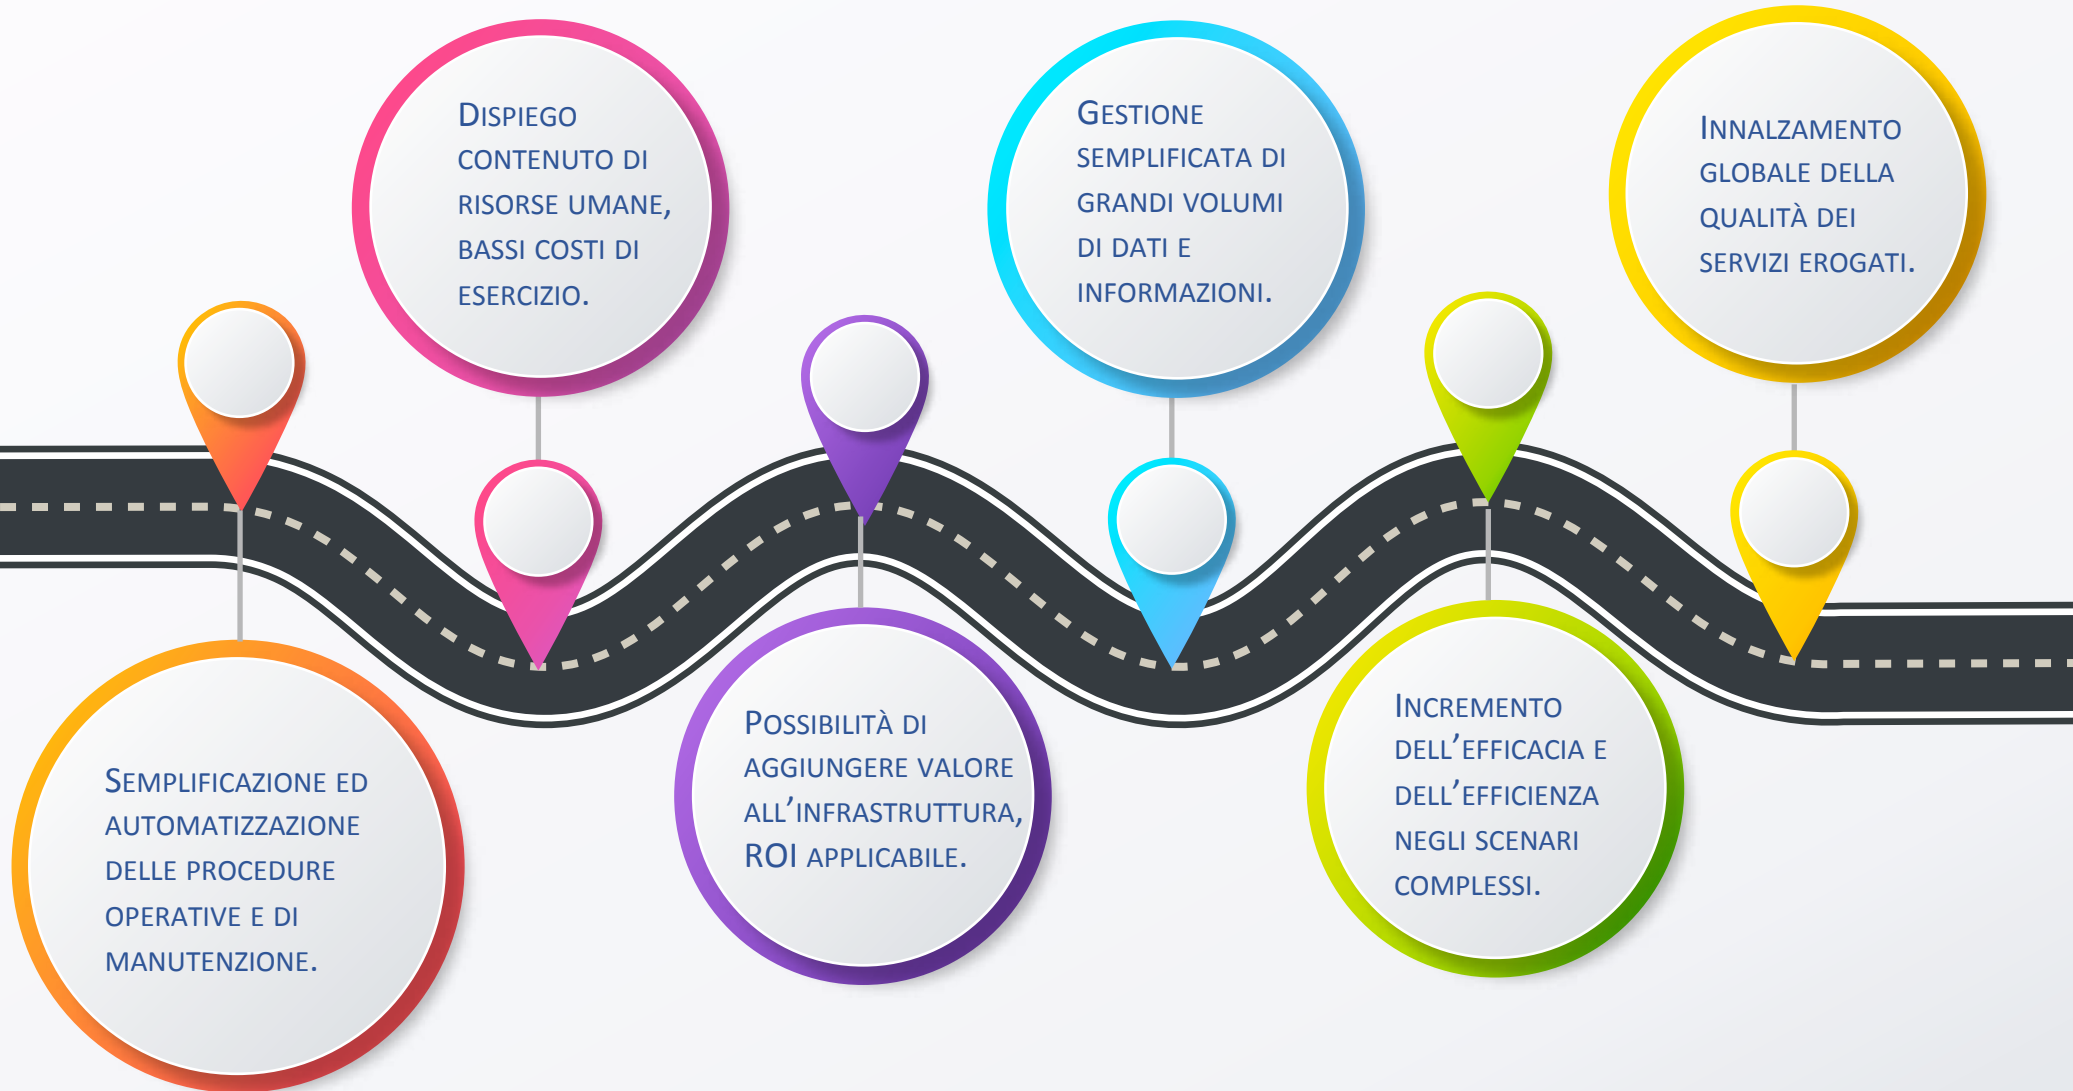 Semplificazione ed
automatizzazione
delle procedure
operative e di
manutenzione.
Dispiego
contenuto di
risorse umane,
bassi costi di
esercizio.
Possibilità di
aggiungere valore
all'infrastruttura,
ROI applicabile.
Gestione
semplificata di
grandi volumi
di dati e
informazioni.
Incremento
dell'efficacia e
dell'efficienza
negli scenari
complessi.
Innalzamento
globale della
qualità dei
servizi erogati.